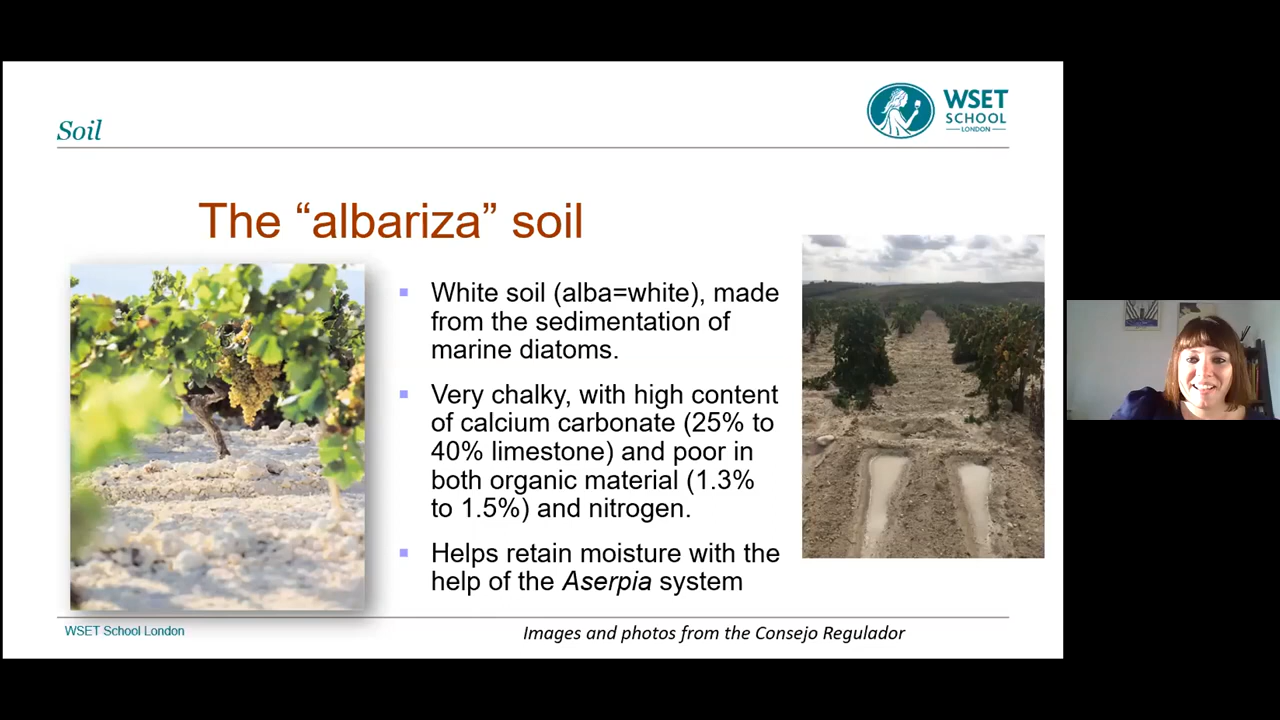 Soil
WSET
SCHOOL
LONDON
The “albariza” soil
White soil (alba=white), made
from the sedimentation of
marine diatoms.
Very chalky, with high content
of calcium carbonate (25% to
40% limestone) and poor in
both organic material (1.3%
to 1.5%) and nitrogen.
Helps retain moisture with the
help of the Aserpia system
WSET School London
Images and photos from the Consejo Regulador